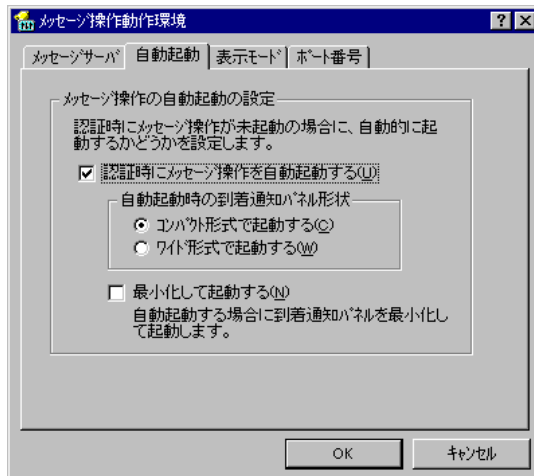 メッセージ操作動作環境
メッセージサーバ 自動起動 表示モード ポート番号
メッセージ操作の自動起動の設定
認証時にメッセージ操作が未起動の場合に、自動的に起
動するかどうかを設定します。
認証時にメッセージ操作を自動起動する(U)
自動起動時の到着通知パネル形状
コンパクト形式で起動する(C)
ワイド形式で起動する(W)
最小化して起動する(N)
自動起動する場合に到着通知パネルを最小化し
て起動します。
OK キャンセル